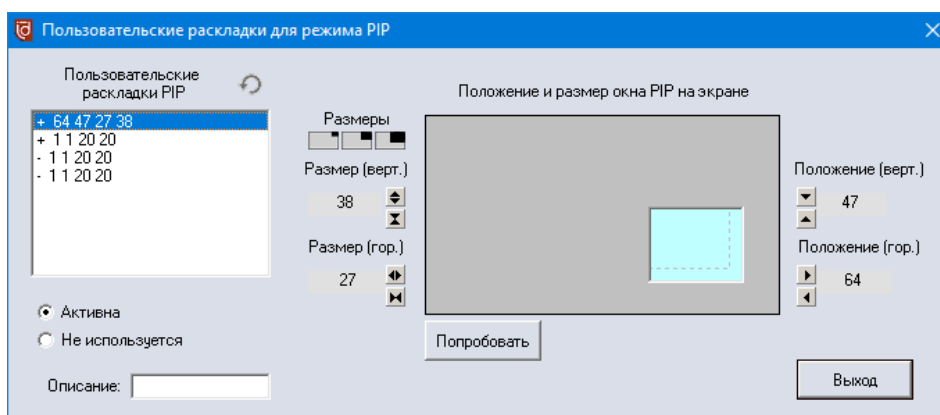 Пользовательские раскладки для режима PIP
Пользовательские
раскладки PIP
+ 64 47 27 38
+ 1 1 20 20
- 1 1 20 20
- 1 1 20 20
Активна
Не используется
Описание:
Размеры
Размер (верт.)
38
Размер (гор.)
27
Положение и размер окна PIP на экране
Попробовать
Положение (верт.)
47
Положение (гор.)
64
Выход